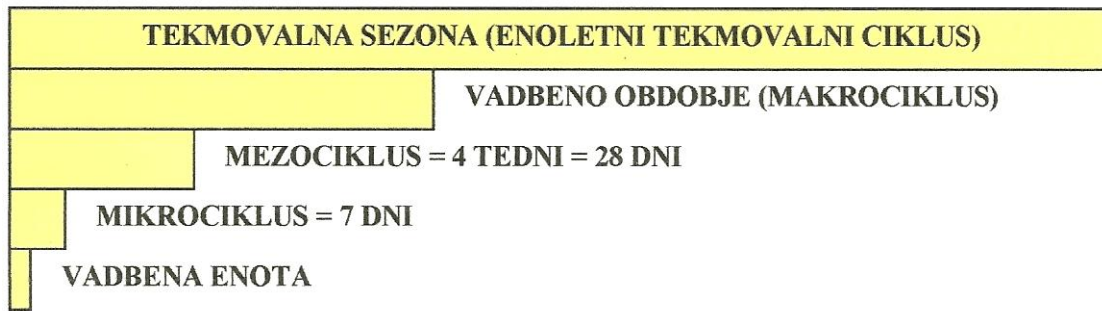 TEKMOVALNA SEZONA (ENOLETNI TEKMOVALNI CIKLUS)
VADBENO OBDOBJE (MAKROCIKLUS)
MEZOCIKLUS = 4 TEDNI = 28 DNI
MIKROCIKLUS = 7 DNI
VADBENA ENOTA